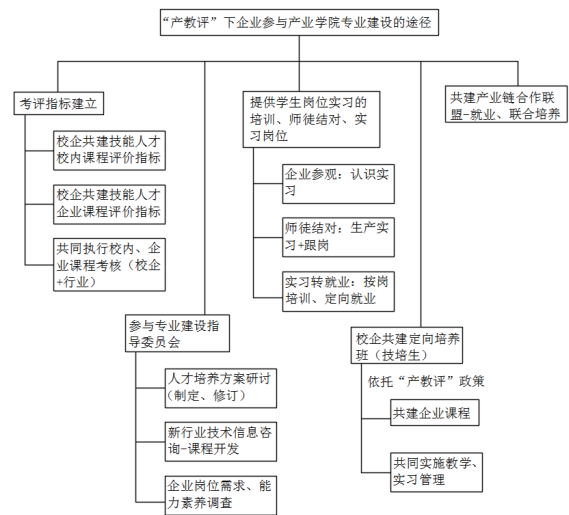 “产教评”下企业参与产业学院专业建设的途径
考评指标建立
校企共建技能人才
校内课程评价指标
校企共建技能人才
企业课程评价指标
共同执行校内、企
业课程考核（校企
+行业）
参与专业建设指
导委员会
人才培养方案研讨
（制定、修订）
新行业技术信息咨
询-课程开发
企业岗位需求、能
力素养调查
提供学生岗位实习的
培训、师徒结对、实
习岗位
企业参观：认识实
习
师徒结对：生产实
习+跟岗
实习转就业：按岗
培训、定向就业
校企共建定向培养
班（技培生）
依托“产教评”政策
共建企业课程
共同实施教学、
实习管理
共建产业链合作联
盟-就业、联合培养